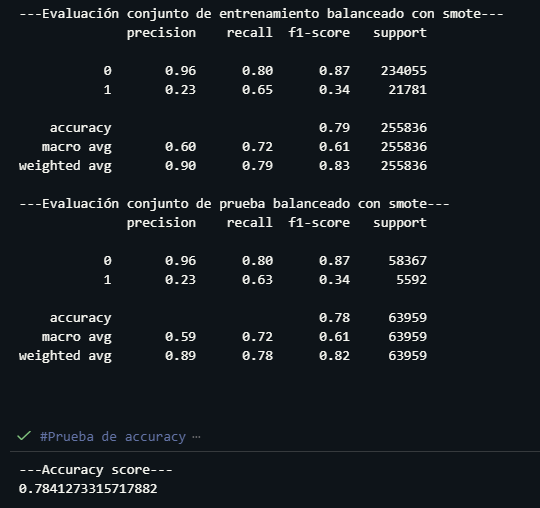 ---Evaluación conjunto de entrenamiento balanceado con smote---
              precision    recall  f1-score   support

           0       0.96      0.80      0.87    234055
           1       0.23      0.65      0.34     21781

    accuracy                           0.79    255836
   macro avg       0.60      0.72      0.61    255836
weighted avg       0.90      0.79      0.83    255836

---Evaluación conjunto de prueba balanceado con smote---
              precision    recall  f1-score   support

           0       0.96      0.80      0.87     58367
           1       0.23      0.63      0.34      5592

    accuracy                           0.78     63959
   macro avg       0.59      0.72      0.61     63959
weighted avg       0.89      0.78      0.82     63959

#Prueba de accuracy ···
---Accuracy score---
0.7841273315717882